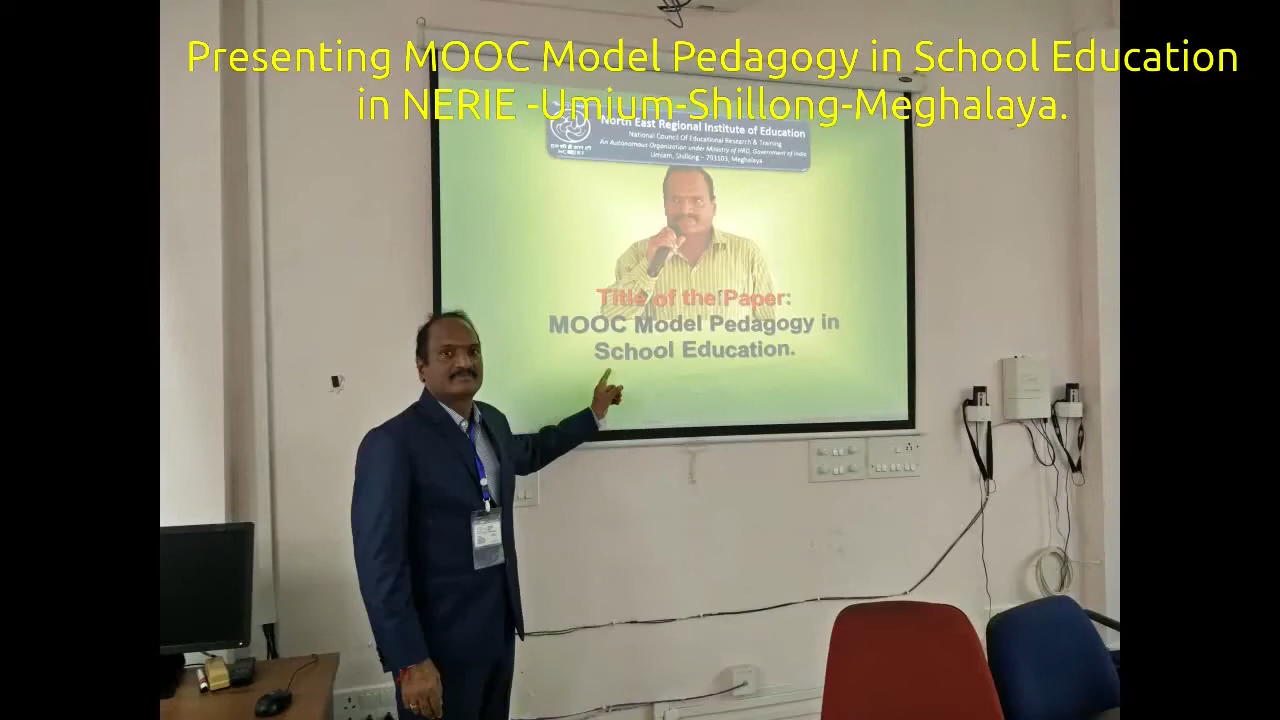 Presenting MOOC Model Pedagogy in School Education
in NERIE -Umium-Shillong-Meghalaya.
North East Regional Institute of Education
National Council Of Educational Research & Training
An Autonomous Organization under Ministry of HRD, Government of India
Umiam, Shillong - 793103, Meghalaya
Title of the Paper:
MOOC Model Pedagogy in
School Education.